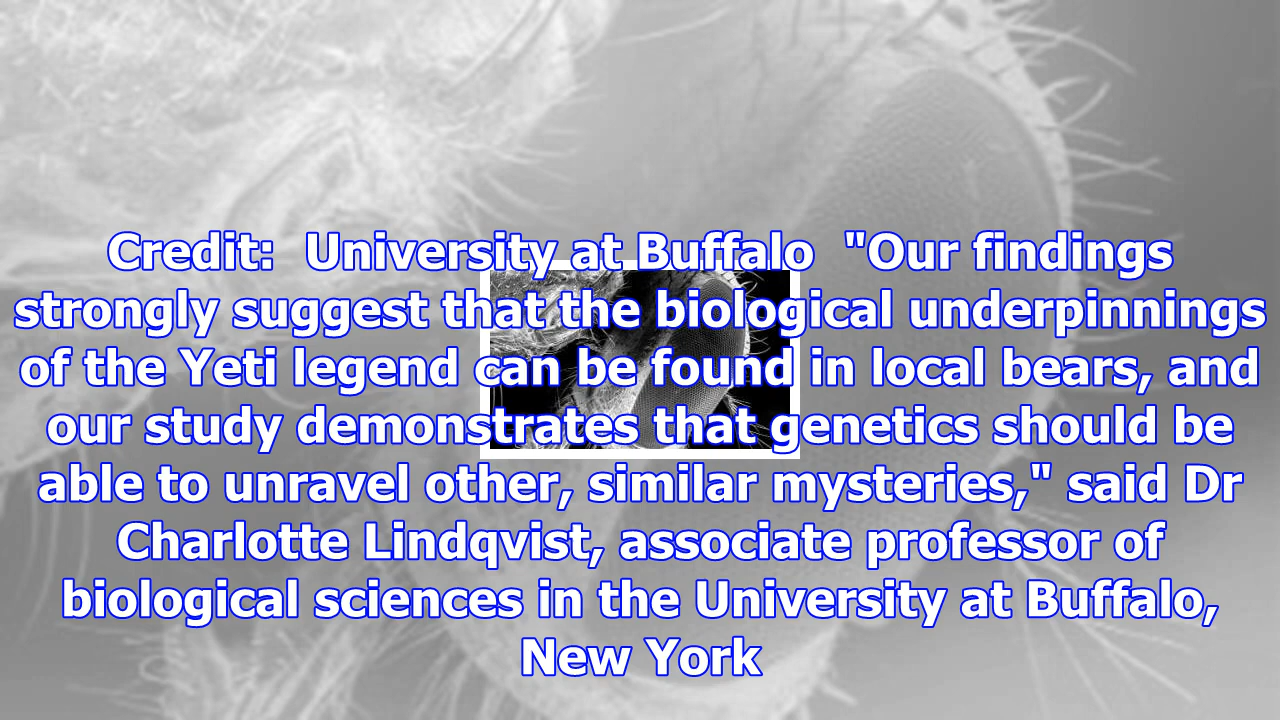 Credit:  University at Buffalo  "Our findings
strongly suggest that the biological underpinnings
of the Yeti legend can be found in local bears, and
our study demonstrates that genetics should be
able to unravel other, similar mysteries," said Dr
Charlotte Lindqvist, associate professor of
biological sciences in the University at Buffalo,
New York